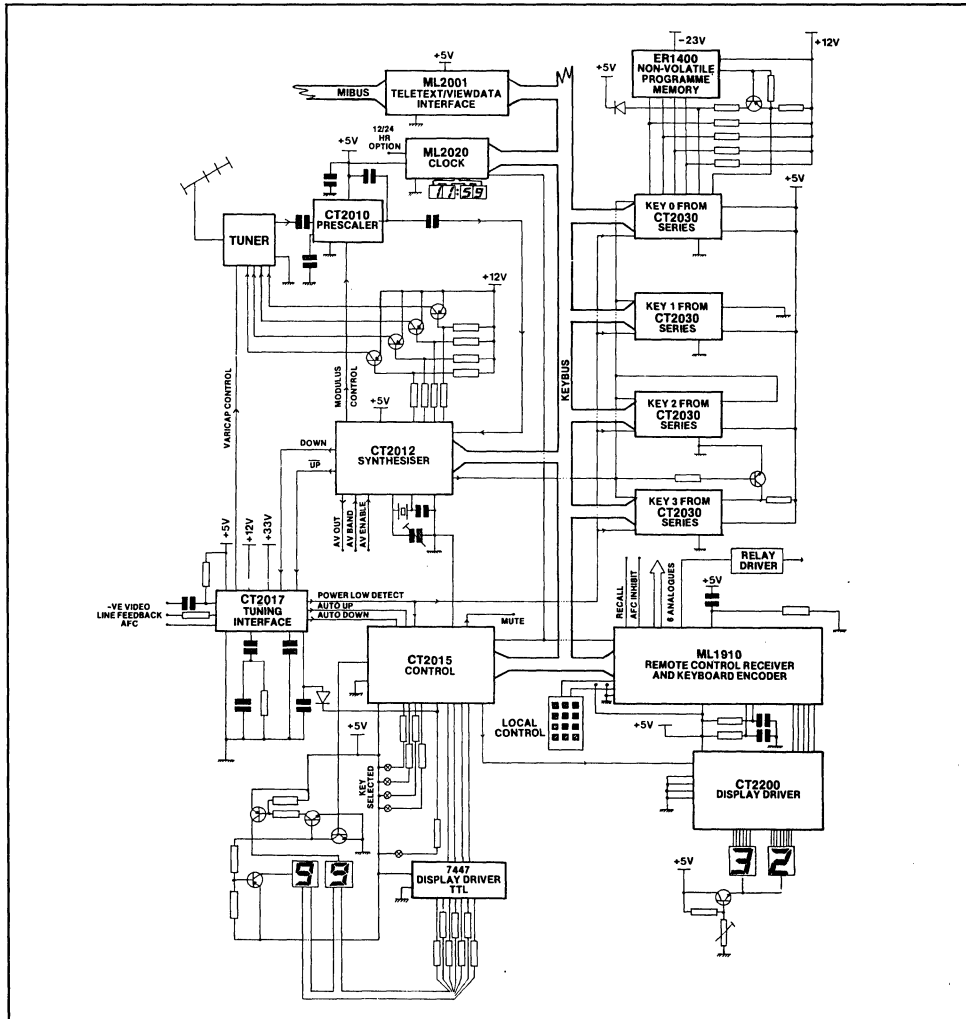 -23V
+12V
ER1400
NON-VOLATILE
PROGRAMME
MEMORY
+5V
+5V
ML2001
TELETEXT/VIEWDATA
INTERFACE
MIBUS
12/24
HR
OPTION
+5V
ML2020
CLOCK
11:59
CT2010
PRESCALER
TUNER
+5V
KEY 0 FROM
CT2030
SERIES
+12V
KEY 1 FROM
CT2030
SERIES
KEYBUS
VARICAP CONTROL
MODULUS
CONTROL
+5V
KEY 2 FROM
CT2030
SERIES
DOWN
UP
CT2012
SYNTHESISER
KEY 3 FROM
CT2030
SERIES
AV OUT
AV BAND
AV ENABLE
+5V
+12V
+33V
RELAY
DRIVER
RECALL
AFC INHIBIT
6 ANALOGUES
+5V
-VE VIDEO
LINE FEEDBACK
AFC
CT2017
TUNING
INTERFACE
POWER LOW DETECT
AUTO UP
AUTO DOWN
MUTE
CT2015
CONTROL
ML1910
REMOTE CONTROL RECEIVER
AND KEYBOARD ENCODER
LOCAL
CONTROL
+5V
+5V
KEY
SELECTED
CT2200
DISPLAY DRIVER
7447
DISPLAY DRIVER
TTL
59
32
+5V